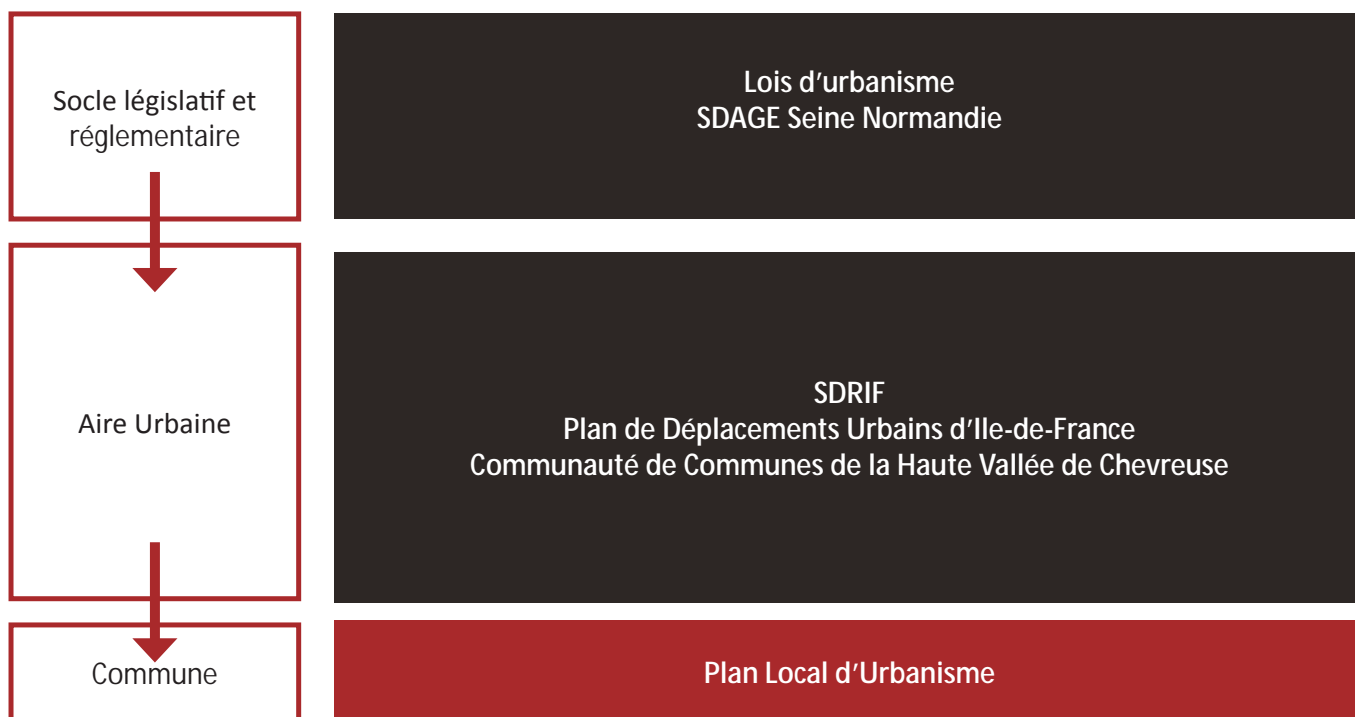 Socle législatif et
réglementaire
Lois d’urbanisme
SDAGE Seine Normandie
Aire Urbaine
SDRIF
Plan de Déplacements Urbains d’Ile-de-France
Communauté de Communes de la Haute Vallée de Chevreuse
Commune
Plan Local d’Urbanisme